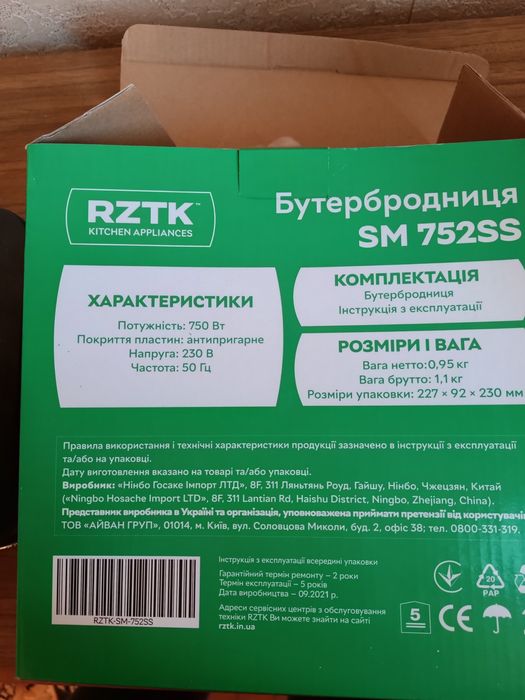 RZTK™
KITCHEN APPLIANCES
Бутербродниця
SM 752SS
ХАРАКТЕРИСТИКИ
Потужність: 750 Вт
Покриття пластин: антипригарне
Напруга: 230 В
Частота: 50 Гц
КОМПЛЕКТАЦІЯ
Бутербродниця
Інструкція з експлуатації
РОЗМІРИ І ВАГА
Вага нетто:0,95 кг
Вага брутто: 1,1 кг
Розміри упаковки: 227 × 92 × 230 мм
Правила використання і технічні характеристики продукції зазначено в інструкції з експлуатації
та/або на упаковці.
Дату виготовлення вказано на товарі та/або упаковці.
Виробник: «Нінбо Госаке Імпорт ЛТД», 8F, 311 Ляньтянь Роуд, Гайшу, Нінбо, Чжецзян, Китай
(«Ningbo Hosache Import LTD», 8F, 311 Lantian Rd, Haishu District, Ningbo, Zhejiang, China).
Представник виробника в Україні та організація, уповноважена приймати претензії від користувачів
ТОВ «АЙВАН ГРУП», 01014, м. Київ, вул. Соловцова Миколи, буд. 2, офіс 38; тел. 0800-331-319.
RZTK-SM-752SS
Інструкція з експлуатації всередині упаковки
Гарантійний термін ремонту – 2 роки
Термін експлуатації – 5 років
Дата виробництва – 09.2021 р.
Адреси сервісних центрів з обслуговування
техніки RZTK Ви можете знайти на сайті
rztk.in.ua
20
PAP
5
CE